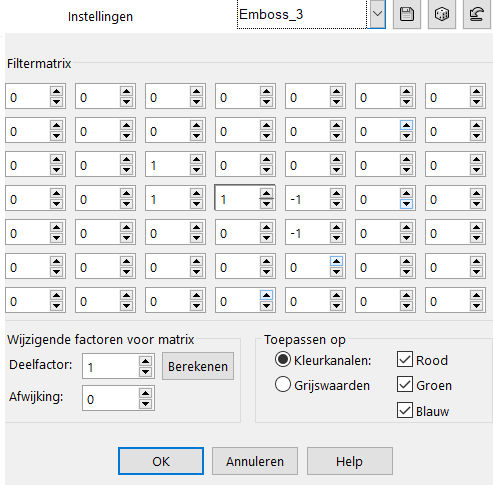 Instellingen Emboss_3
Filtermatrix
0 0 0 0 0 0 0
0 0 0 0 0 0 0
0 0 1 0 0 0 0
0 0 1 1 -1 0 0
0 0 0 0 -1 0 0
0 0 0 0 0 0 0
0 0 0 0 0 0 0
Wijzigende factoren voor matrix
Deelfactor: 1 Berekenen
Afwijking: 0
Toepassen op
Kleurkanalen: Rood
Grijswaarden Groen
Blauw
OK Annuleren Help